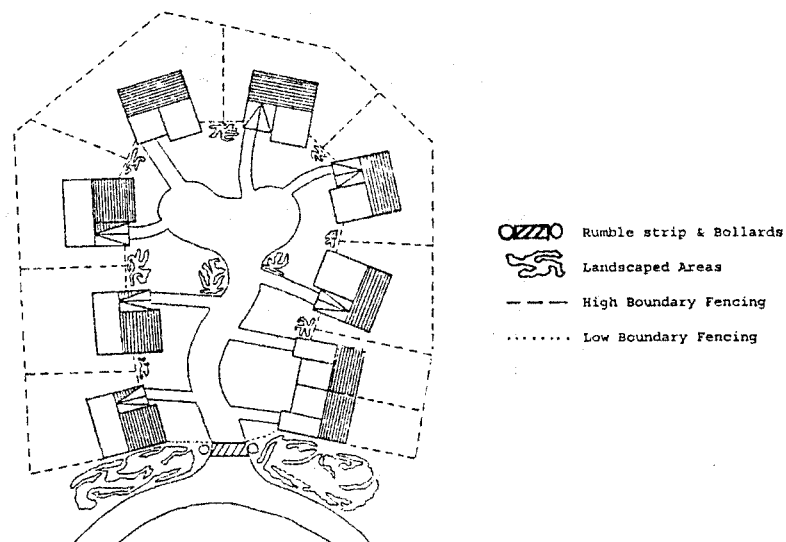 Rumble strip & Bollards
Landscaped Areas
High Boundary Fencing
Low Boundary Fencing